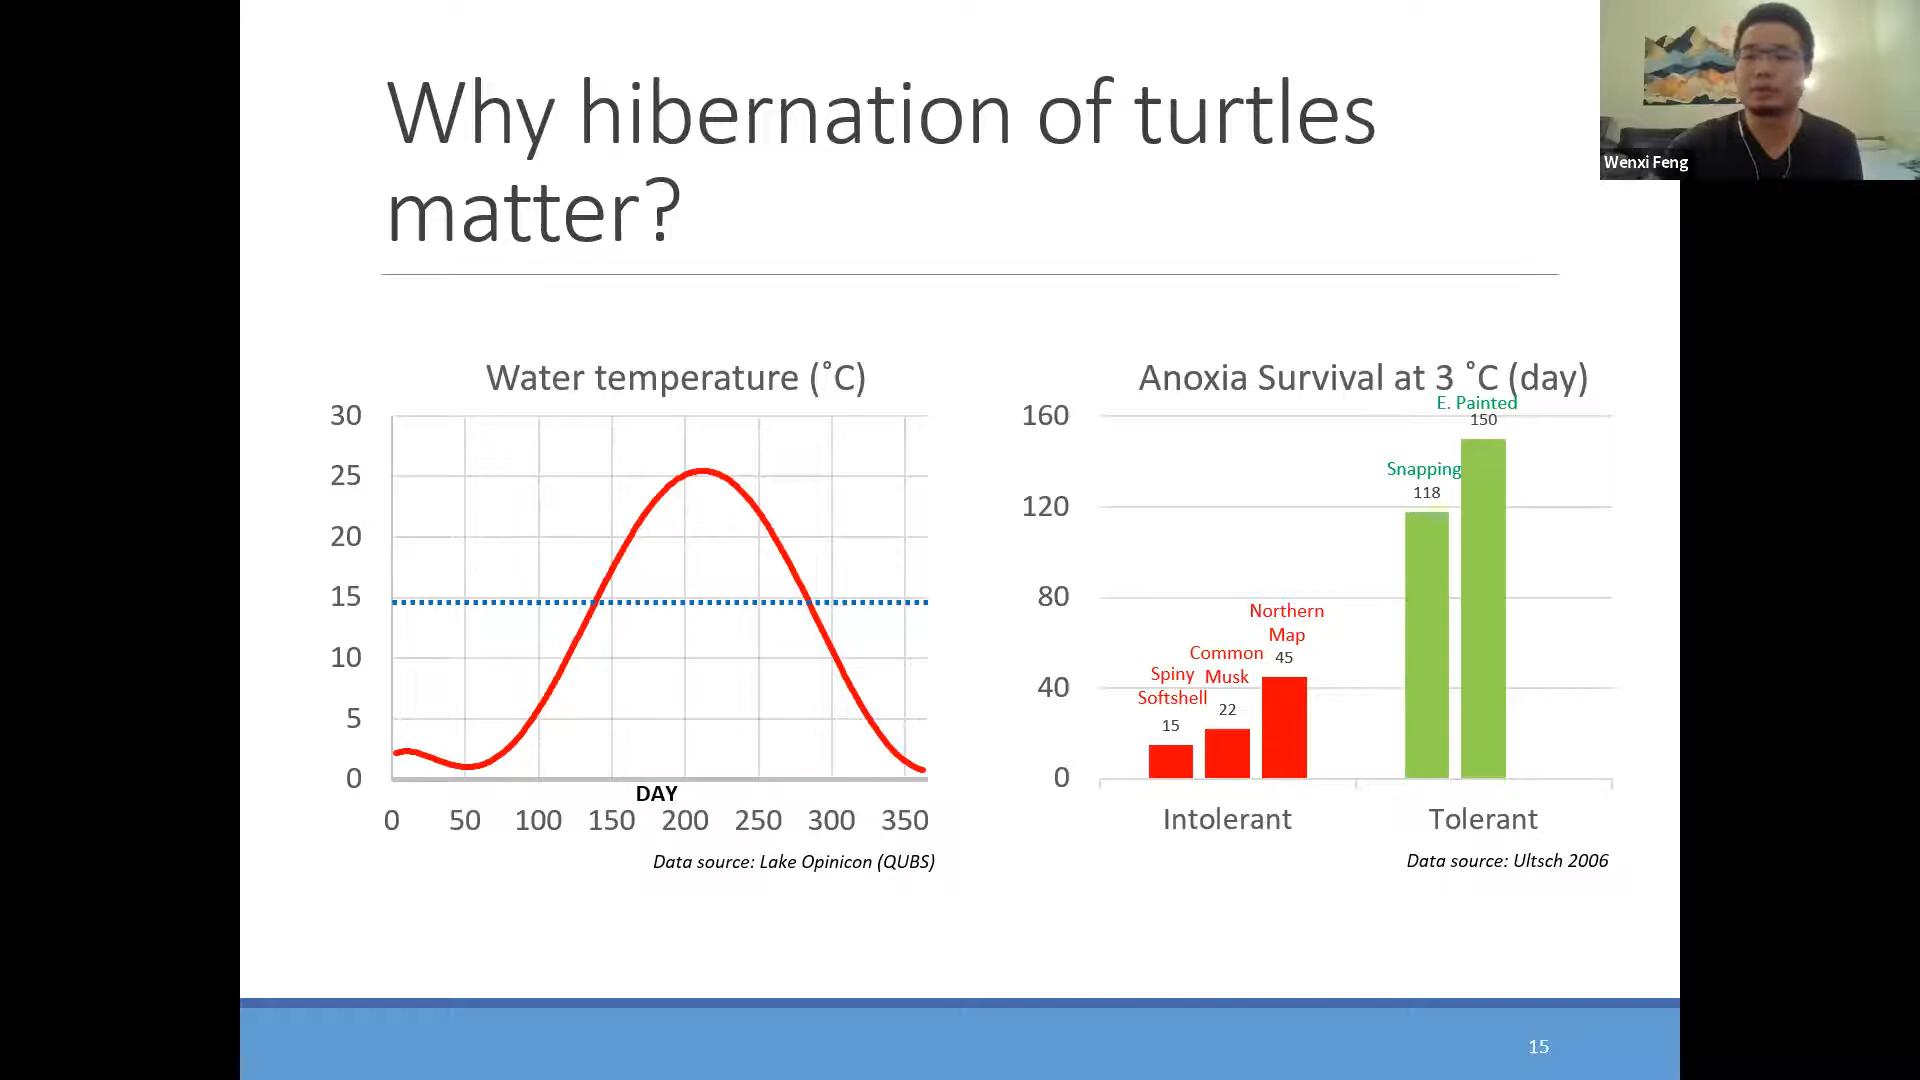 Why hibernation of turtles
matter?
Wenxi Feng
Water temperature (˚C)
30
25
20
15
10
5
0
DAY
0 50 100 150 200 250 300 350
Data source: Lake Opinicon (QUBS)
Anoxia Survival at 3 ˚C (day)
160
120
80
40
0
E. Painted
150
Snapping
118
Northern
Map
45
Common
Musk
22
Spiny
Softshell
15
Intolerant Tolerant
Data source: Ultsch 2006
15